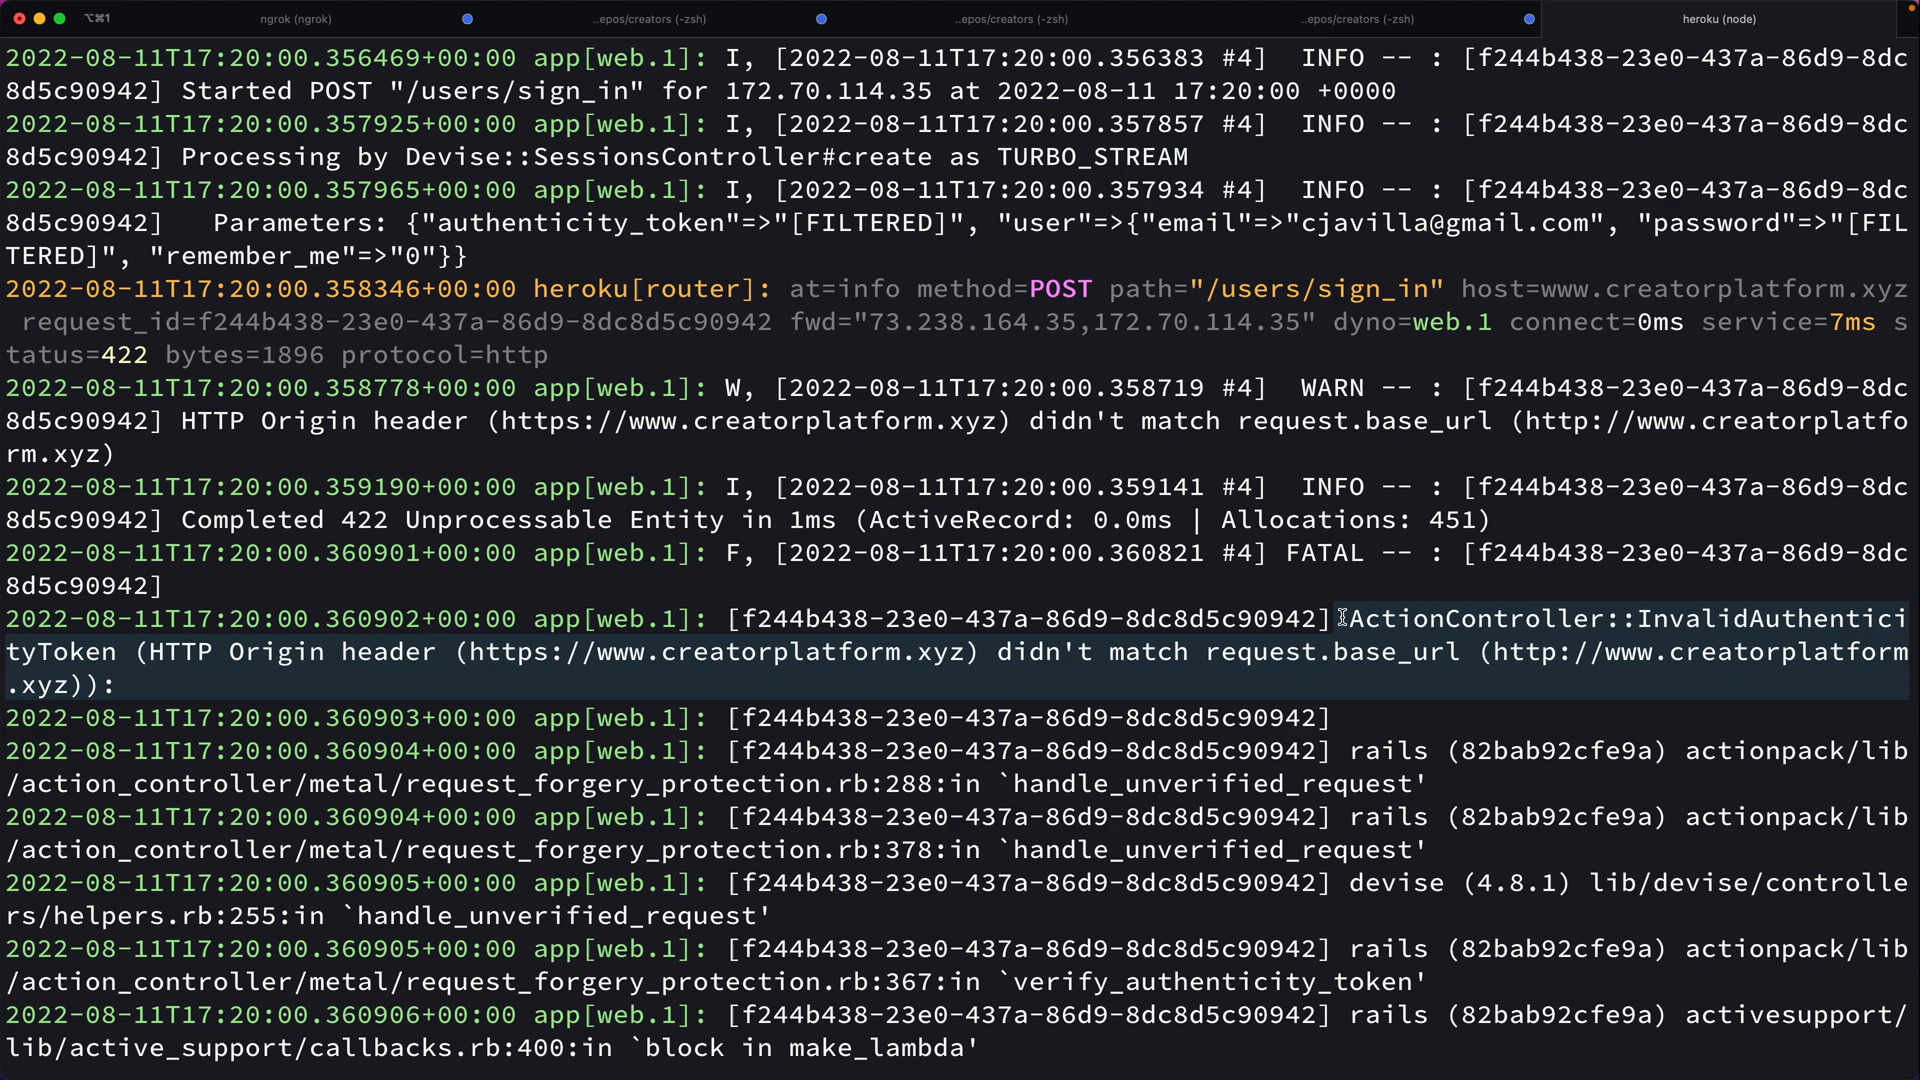 ⌥⌘1 ngrok (ngrok) ..epos/creators (-zsh) ..epos/creators (-zsh) ..epos/creators (-zsh) heroku (node)
2022-08-11T17:20:00.356469+00:00 app[web.1]: I, [2022-08-11T17:20:00.356383 #4]  INFO -- : [f244b438-23e0-437a-86d9-8dc
8d5c90942] Started POST "/users/sign_in" for 172.70.114.35 at 2022-08-11 17:20:00 +0000
2022-08-11T17:20:00.357925+00:00 app[web.1]: I, [2022-08-11T17:20:00.357857 #4]  INFO -- : [f244b438-23e0-437a-86d9-8dc
8d5c90942] Processing by Devise::SessionsController#create as TURBO_STREAM
2022-08-11T17:20:00.357965+00:00 app[web.1]: I, [2022-08-11T17:20:00.357934 #4]  INFO -- : [f244b438-23e0-437a-86d9-8dc
8d5c90942]   Parameters: {"authenticity_token"=>"[FILTERED]", "user"=>{"email"=>"cjavilla@gmail.com", "password"=>"[FIL
TERED]", "remember_me"=>"0"}}
2022-08-11T17:20:00.358346+00:00 heroku[router]: at=info method=POST path="/users/sign_in" host=www.creatorplatform.xyz
 request_id=f244b438-23e0-437a-86d9-8dc8d5c90942 fwd="73.238.164.35,172.70.114.35" dyno=web.1 connect=0ms service=7ms s
tatus=422 bytes=1896 protocol=http
2022-08-11T17:20:00.358778+00:00 app[web.1]: W, [2022-08-11T17:20:00.358719 #4]  WARN -- : [f244b438-23e0-437a-86d9-8dc
8d5c90942] HTTP Origin header (https://www.creatorplatform.xyz) didn't match request.base_url (http://www.creatorplatfo
rm.xyz)
2022-08-11T17:20:00.359190+00:00 app[web.1]: I, [2022-08-11T17:20:00.359141 #4]  INFO -- : [f244b438-23e0-437a-86d9-8dc
8d5c90942] Completed 422 Unprocessable Entity in 1ms (ActiveRecord: 0.0ms | Allocations: 451)
2022-08-11T17:20:00.360901+00:00 app[web.1]: F, [2022-08-11T17:20:00.360821 #4] FATAL -- : [f244b438-23e0-437a-86d9-8dc
8d5c90942]
2022-08-11T17:20:00.360902+00:00 app[web.1]: [f244b438-23e0-437a-86d9-8dc8d5c90942] ActionController::InvalidAuthentici
tyToken (HTTP Origin header (https://www.creatorplatform.xyz) didn't match request.base_url (http://www.creatorplatform
.xyz)):
2022-08-11T17:20:00.360903+00:00 app[web.1]: [f244b438-23e0-437a-86d9-8dc8d5c90942]
2022-08-11T17:20:00.360904+00:00 app[web.1]: [f244b438-23e0-437a-86d9-8dc8d5c90942] rails (82bab92cfe9a) actionpack/lib
/action_controller/metal/request_forgery_protection.rb:288:in `handle_unverified_request'
2022-08-11T17:20:00.360904+00:00 app[web.1]: [f244b438-23e0-437a-86d9-8dc8d5c90942] rails (82bab92cfe9a) actionpack/lib
/action_controller/metal/request_forgery_protection.rb:378:in `handle_unverified_request'
2022-08-11T17:20:00.360905+00:00 app[web.1]: [f244b438-23e0-437a-86d9-8dc8d5c90942] devise (4.8.1) lib/devise/controlle
rs/helpers.rb:255:in `handle_unverified_request'
2022-08-11T17:20:00.360905+00:00 app[web.1]: [f244b438-23e0-437a-86d9-8dc8d5c90942] rails (82bab92cfe9a) actionpack/lib
/action_controller/metal/request_forgery_protection.rb:367:in `verify_authenticity_token'
2022-08-11T17:20:00.360906+00:00 app[web.1]: [f244b438-23e0-437a-86d9-8dc8d5c90942] rails (82bab92cfe9a) activesupport/
lib/active_support/callbacks.rb:400:in `block in make_lambda'